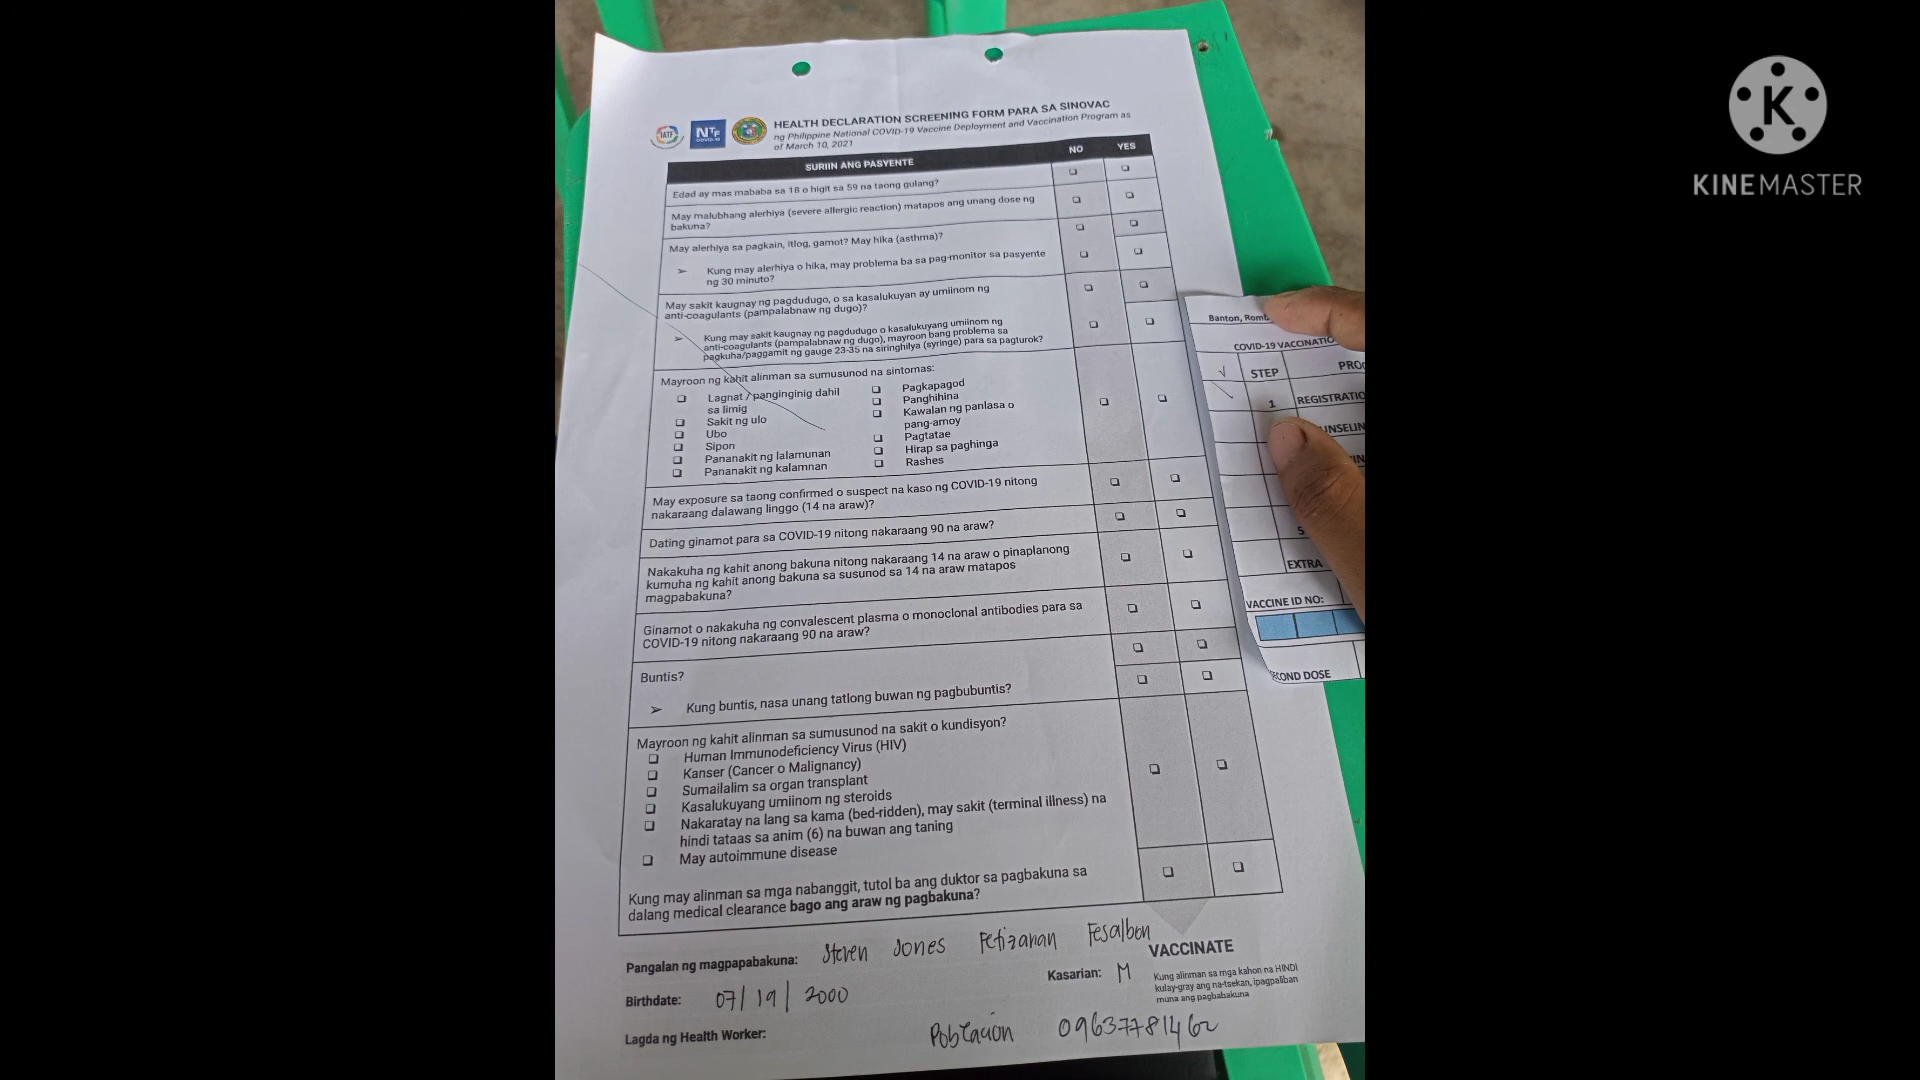 KINEMASTER
IATF
NTF
COVID-19
HEALTH DECLARATION SCREENING FORM PARA SA SINOVAC
ng Philippine National COVID-19 Vaccine Deployment and Vaccination Program as
of March 10, 2021
SURIIN ANG PASYENTE NO YES
Edad ay mas mababa sa 18 o higit sa 59 na taong gulang?
May malubhang alerhiya (severe allergic reaction) matapos ang unang dose ng
bakuna?
May alerhiya sa pagkain, itlog, gamot? May hika (asthma)?
➢ Kung may alerhiya o hika, may problema ba sa pag-monitor sa pasyente
ng 30 minuto?
May sakit kaugnay ng pagdudugo, o sa kasalukuyan ay umiinom ng
anti-coagulants (pampalabnaw ng dugo)?
➢ Kung may sakit kaugnay ng pagdudugo o kasalukuyang umiinom ng
anti-coagulants (pampalabnaw ng dugo), mayroon bang problema sa
pagkuha/paggamit ng gauge 23-35 na siringhilya (syringe) para sa pagturok?
Mayroon ng kahit alinman sa sumusunod na sintomas:
Lagnat / panginginig dahil
sa limig
Sakit ng ulo
Ubo
Sipon
Pananakit ng lalamunan
Pananakit ng kalamnan
Pagkapagod
Panghihina
Kawalan ng panlasa o
pang-amoy
Pagtatae
Hirap sa paghinga
Rashes
May exposure sa taong confirmed o suspect na kaso ng COVID-19 nitong
nakaraang dalawang linggo (14 na araw)?
Dating ginamot para sa COVID-19 nitong nakaraang 90 na araw?
Nakakuha ng kahit anong bakuna nitong nakaraang 14 na araw o pinaplanong
kumuha ng kahit anong bakuna sa susunod sa 14 na araw matapos
magpabakuna?
Ginamot o nakakuha ng convalescent plasma o monoclonal antibodies para sa
COVID-19 nitong nakaraang 90 na araw?
Buntis?
➢ Kung buntis, nasa unang tatlong buwan ng pagbubuntis?
Mayroon ng kahit alinman sa sumusunod na sakit o kundisyon?
Human Immunodeficiency Virus (HIV)
Kanser (Cancer o Malignancy)
Sumailalim sa organ transplant
Kasalukuyang umiinom ng steroids
Nakaratay na lang sa kama (bed-ridden), may sakit (terminal illness) na
hindi tataas sa anim (6) na buwan ang taning
May autoimmune disease
Kung may alinman sa mga nabanggit, tutol ba ang duktor sa pagbakuna sa
dalang medical clearance bago ang araw ng pagbakuna?
Pangalan ng magpapabakuna: Steven Jones Fetizanan Fesalbon
Kasarian: M
VACCINATE
Kung alinman sa mga kahon na HINDI
kulay-gray ang na-tsekan, ipagpaliban
muna ang pagbabakuna
Birthdate: 07/19/2000
Lagda ng Health Worker:
Poblacion 09637781462
Banton,
COVID-19
√ STEP
1
5
EXTRA
VACCINE ID NO:
DOSE